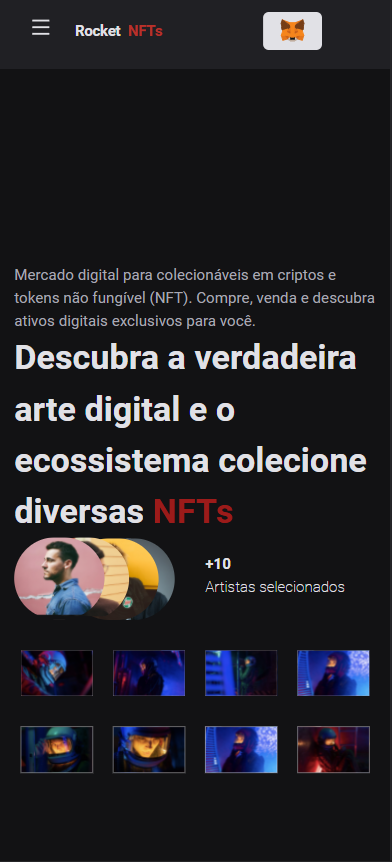 Rocket NFTs
Mercado digital para colecionáveis em criptos e
tokens não fungível (NFT). Compre, venda e descubra
ativos digitais exclusivos para você.
Descubra a verdadeira
arte digital e o
ecossistema colecione
diversas NFTs
+10
Artistas selecionados